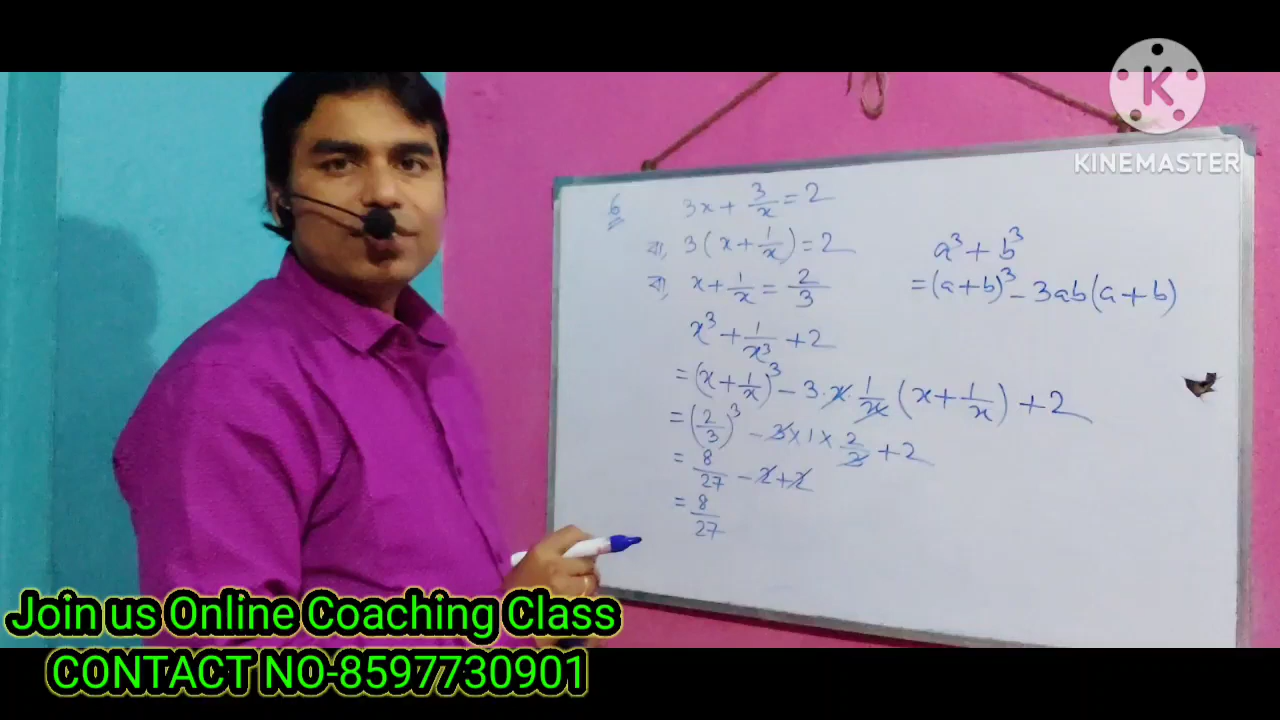 KINEMASTER
6
3x + 3/x = 2
বা, 3(x + 1/x) = 2
বা, x + 1/x = 2/3
x³ + 1/x³ + 2
= (x + 1/x)³ - 3·x·1/x (x + 1/x) + 2
= (2/3)³ - 3×1×2/3 + 2
= 8/27 - 2 + 2
= 8/27
a³ + b³
= (a+b)³ - 3ab(a+b)
Join us Online Coaching Class
CONTACT NO-8597730901